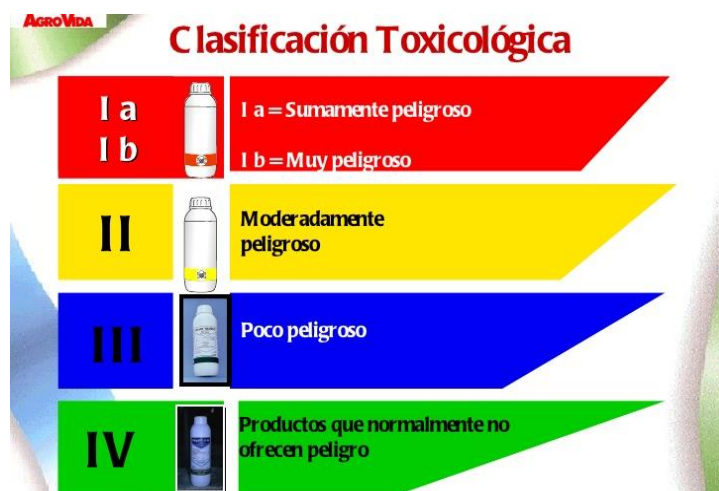 AGROVIDA
Clasificación Toxicológica
I a
I b
I a = Sumamente peligroso
I b = Muy peligroso
II
Moderadamente
peligroso
III
Poco peligroso
IV
Productos que normalmente no
ofrecen peligro